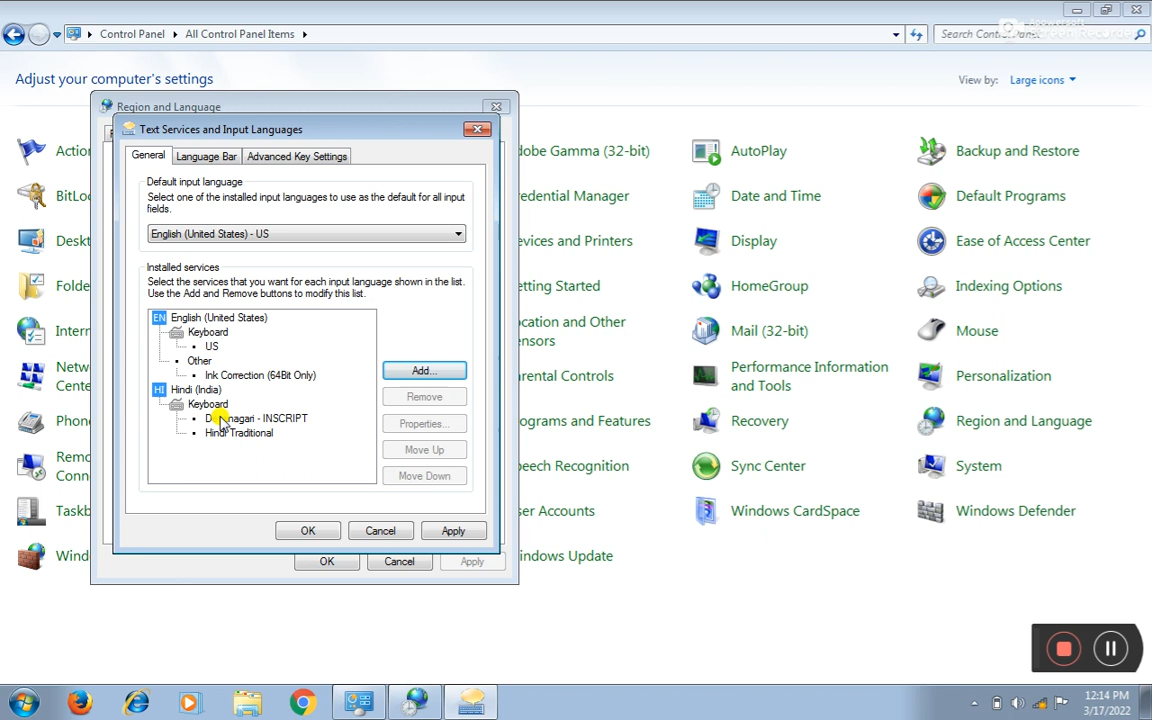 Control Panel
All Control Panel Items
Search Control Panel
Adjust your computer's settings
View by:
Large icons
Region and Language
Text Services and Input Languages
General
Language Bar
Advanced Key Settings
Default input language
Select one of the installed input languages to use as the default for all input
fields.
English (United States) - US
Installed services
Select the services that you want for each input language shown in the list.
Use the Add and Remove buttons to modify this list.
EN English (United States)
Keyboard
US
Other
Ink Correction (64Bit Only)
HI Hindi (India)
Keyboard
- INSCRIPT
Hindi Traditional
Add...
Remove
Properties...
Move Up
Move Down
OK
Cancel
Apply
OK
Cancel
Apply
Actio
dobe Gamma (32-bit)
AutoPlay
Backup and Restore
BitLo
redential Manager
Date and Time
Default Programs
Deskt
evices and Printers
Display
Ease of Access Center
Folde
etting Started
HomeGroup
Indexing Options
Intern
ocation and Other
ensors
Mail (32-bit)
Mouse
Netw
Cente
arental Controls
Performance Information
and Tools
Personalization
Phon
ograms and Features
Recovery
Region and Language
Remo
Conn
peech Recognition
Sync Center
System
Taskb
ser Accounts
Windows CardSpace
Windows Defender
Wind
indows Update
12:14 PM
3/17/2022